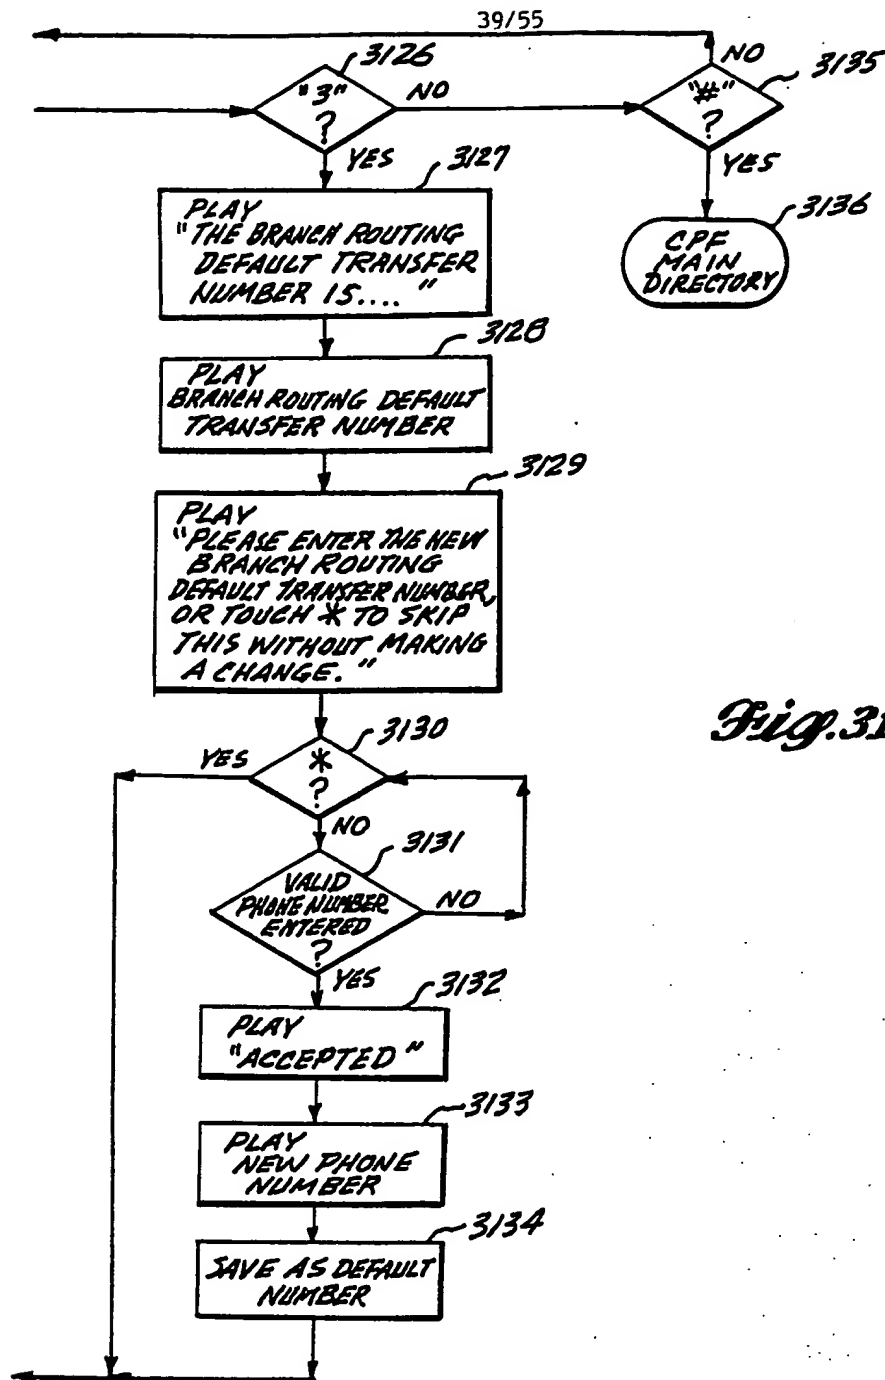 39/55
3126
"3"
?
NO
YES
NO
3135
"#"
?
YES
3127
PLAY
"THE BRANCH ROUTING
DEFAULT TRANSFER
NUMBER IS.... "
3136
CPF
MAIN
DIRECTORY
3128
PLAY
BRANCH ROUTING DEFAULT
TRANSFER NUMBER
3129
PLAY
"PLEASE ENTER THE NEW
BRANCH ROUTING
DEFAULT TRANSFER NUMBER,
OR TOUCH * TO SKIP
THIS WITHOUT MAKING
A CHANGE."
3130
YES
*
?
NO
3131
VALID
PHONE NUMBER
ENTERED
?
NO
YES
3132
PLAY
"ACCEPTED"
3133
PLAY
NEW PHONE
NUMBER
3134
SAVE AS DEFAULT
NUMBER